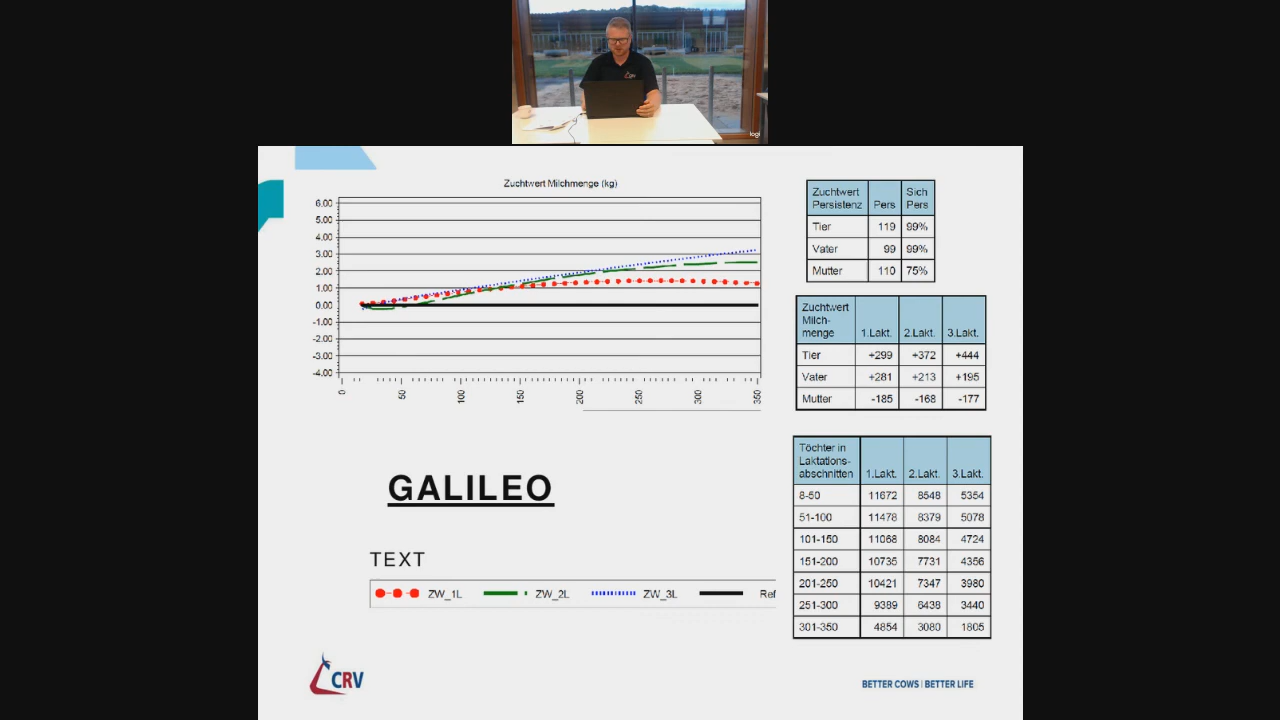 logi
Zuchtwert Milchmenge (kg)
6.00
5.00
4.00
3.00
2.00
1.00
0.00
-1.00
-2.00
-3.00
-4.00
0 50 100 150 200 250 300 350
Zuchtwert Persistenz Pers Sich Pers
Tier 119 99%
Vater 99 99%
Mutter 110 75%
Zuchtwert Milch-menge 1.Lakt. 2.Lakt. 3.Lakt.
Tier +299 +372 +444
Vater +281 +213 +195
Mutter -185 -168 -177
GALILEO
TEXT
ZW_1L ZW_2L ZW_3L Ref
Töchter in Laktations-abschnitten 1.Lakt. 2.Lakt. 3.Lakt.
8-50 11672 8548 5354
51-100 11478 8379 5078
101-150 11068 8084 4724
151-200 10735 7731 4356
201-250 10421 7347 3980
251-300 9389 6438 3440
301-350 4854 3080 1805
CRV
BETTER COWS | BETTER LIFE